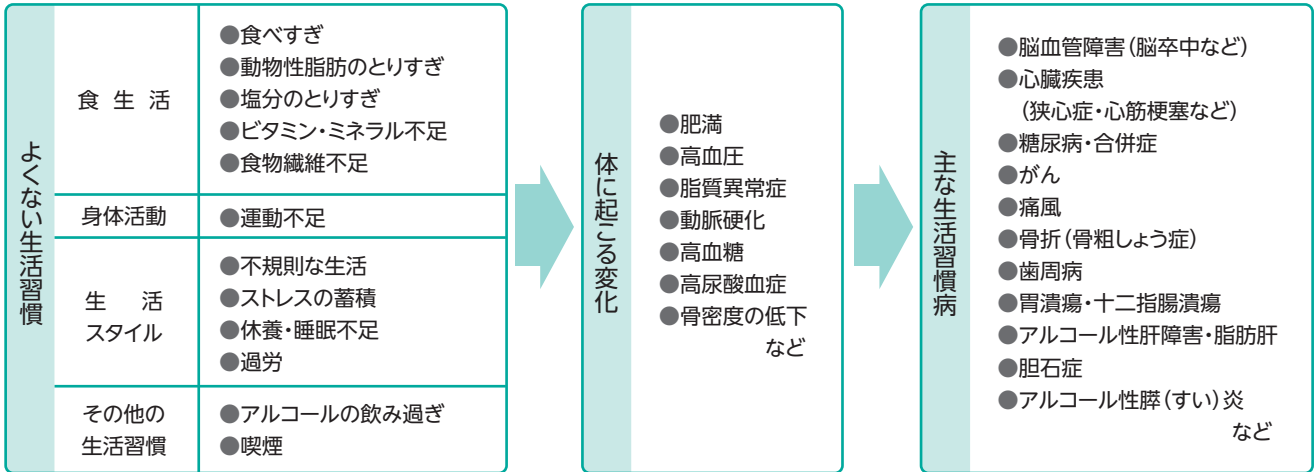 よくない生活習慣
食生活
●食べすぎ
●動物性脂肪のとりすぎ
●塩分のとりすぎ
●ビタミン・ミネラル不足
●食物繊維不足
身体活動
●運動不足
生活
スタイル
●不規則な生活
●ストレスの蓄積
●休養・睡眠不足
●過労
その他の
生活習慣
●アルコールの飲み過ぎ
●喫煙
体に起こる変化
●肥満
●高血圧
●脂質異常症
●動脈硬化
●高血糖
●高尿酸血症
●骨密度の低下
など
主な生活習慣病
●脳血管障害(脳卒中など)
●心臓疾患
(狭心症・心筋梗塞など)
●糖尿病・合併症
●がん
●痛風
●骨折(骨粗しょう症)
●歯周病
●胃潰瘍・十二指腸潰瘍
●アルコール性肝障害・脂肪肝
●胆石症
●アルコール性膵(すい)炎
など